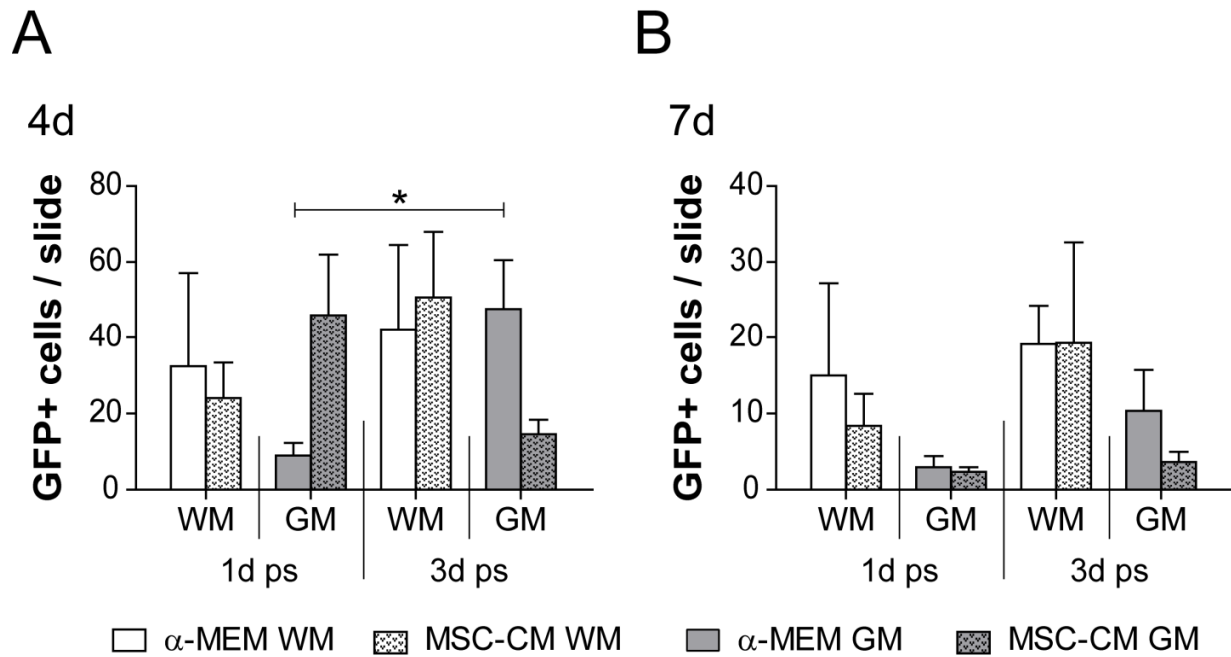 A
B
4d
7d
GFP+ cells / slide
80
60
40
20
0
*
WM GM WM GM
1d ps 3d ps
GFP+ cells / slide
40
30
20
10
0
WM GM WM GM
1d ps 3d ps
α-MEM WM MSC-CM WM α-MEM GM MSC-CM GM